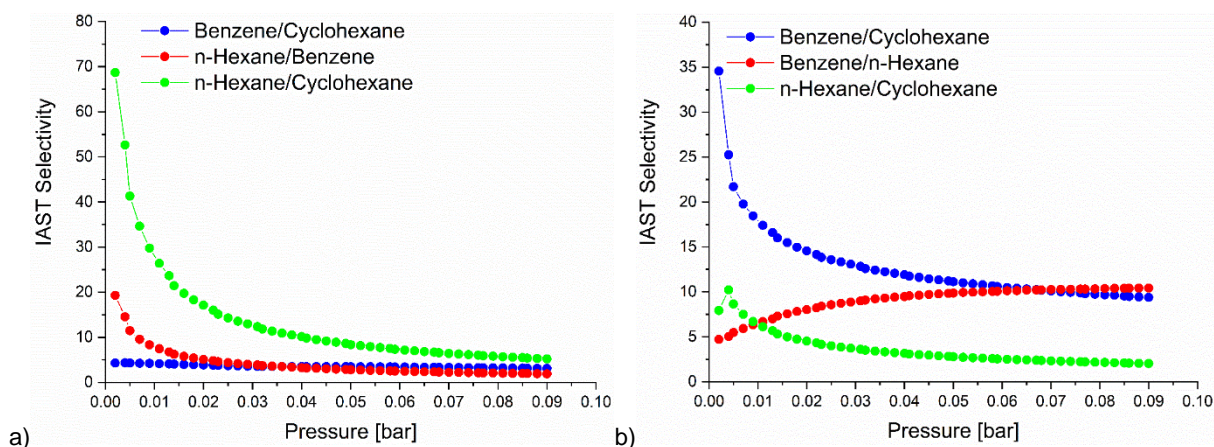 80
70
60
50
40
30
20
10
0
IAST Selectivity
Benzene/Cyclohexane
n-Hexane/Benzene
n-Hexane/Cyclohexane
0.00 0.01 0.02 0.03 0.04 0.05 0.06 0.07 0.08 0.09 0.10
Pressure [bar]
a)
40
35
30
25
20
15
10
5
0
IAST Selectivity
Benzene/Cyclohexane
Benzene/n-Hexane
n-Hexane/Cyclohexane
0.00 0.01 0.02 0.03 0.04 0.05 0.06 0.07 0.08 0.09 0.10
Pressure [bar]
b)